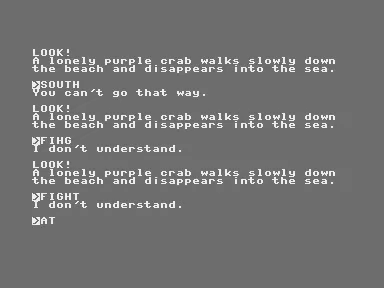 LOOK!
A lonely purple crab walks slowly down
the beach and disappears into the sea.
>SOUTH
You can't go that way.
LOOK!
A lonely purple crab walks slowly down
the beach and disappears into the sea.
>FIHG
I don't understand.
LOOK!
A lonely purple crab walks slowly down
the beach and disappears into the sea.
>FIGHT
I don't understand.
>AT